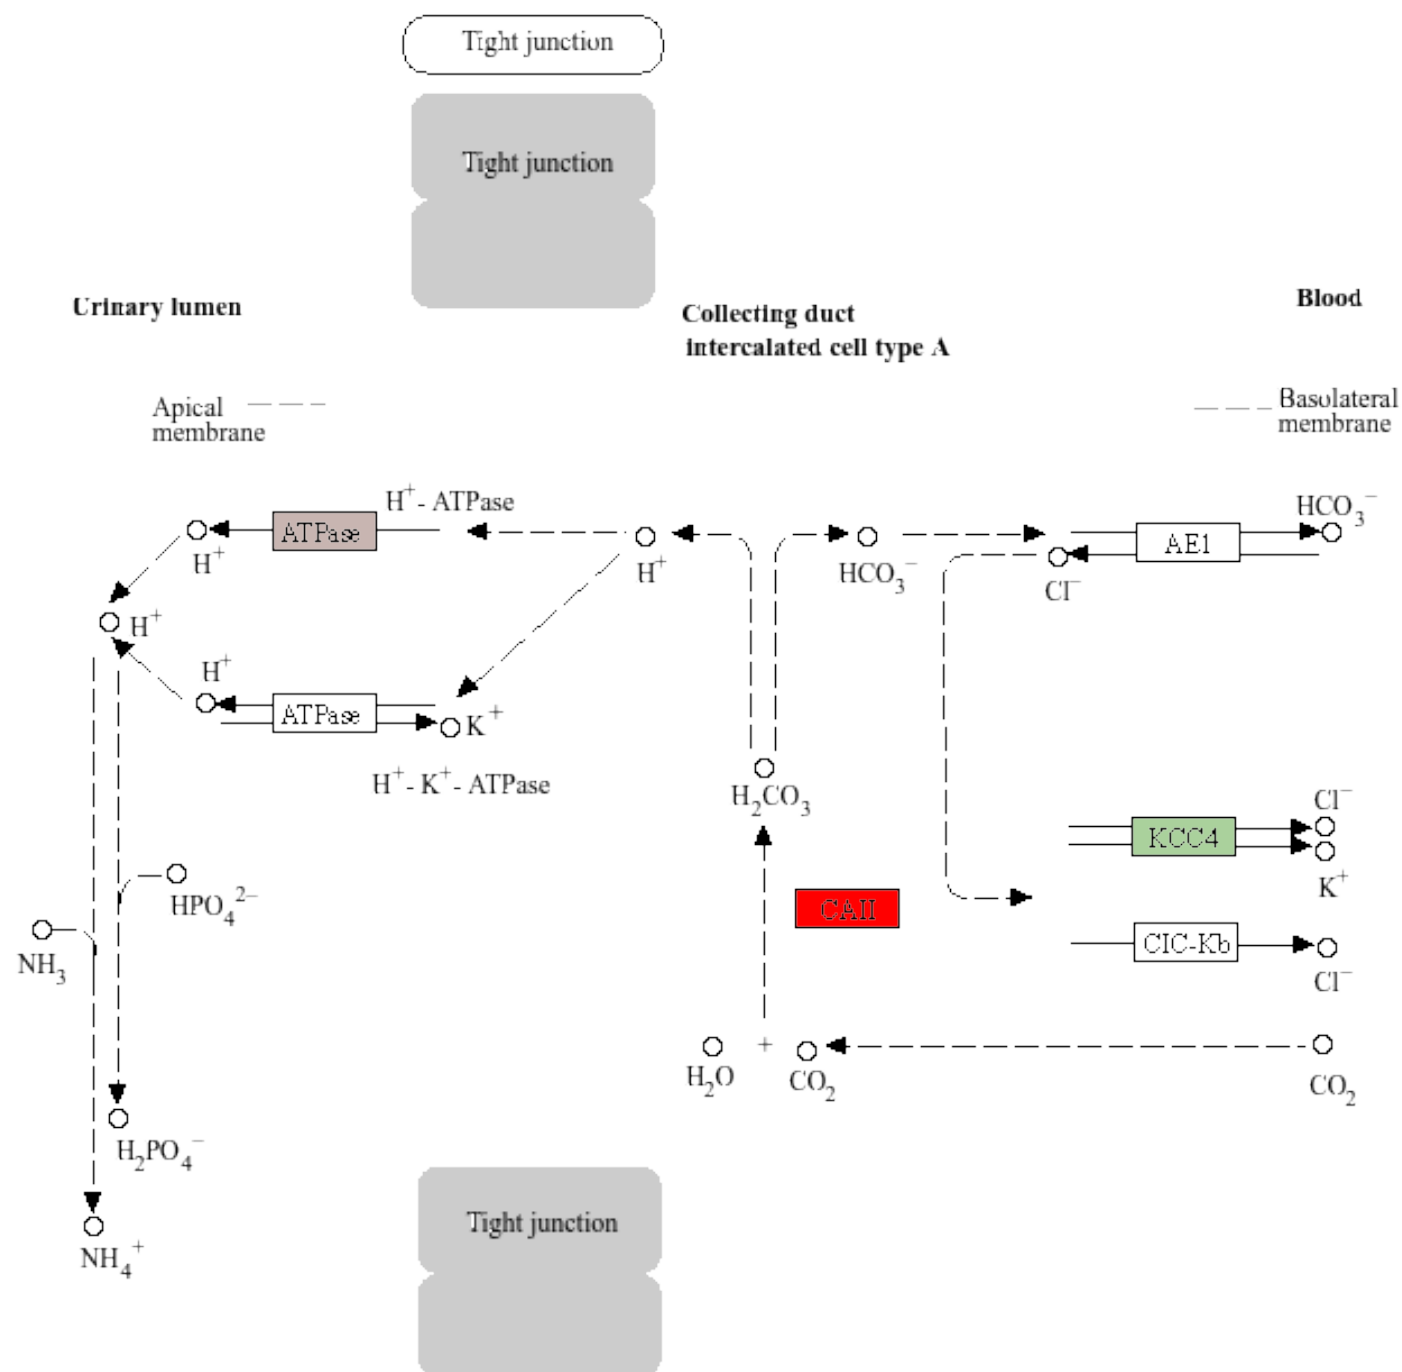 Tight junction
Tight junction
Urinary lumen
Collecting duct
intercalated cell type A
Blood
Apical
membrane
Basolateral
membrane
H⁺- ATPase
ATPase
H⁺
H⁺
HCO₃⁻
AE1
HCO₃⁻
Cl⁻
H⁺
H⁺
ATPase
K⁺
H⁺- K⁺- ATPase
H₂CO₃
Cl⁻
KCC4
K⁺
HPO₄²⁻
CAII
NH₃
ClC-Kb
Cl⁻
H₂O
+
CO₂
CO₂
H₂PO₄⁻
Tight junction
NH₄⁺